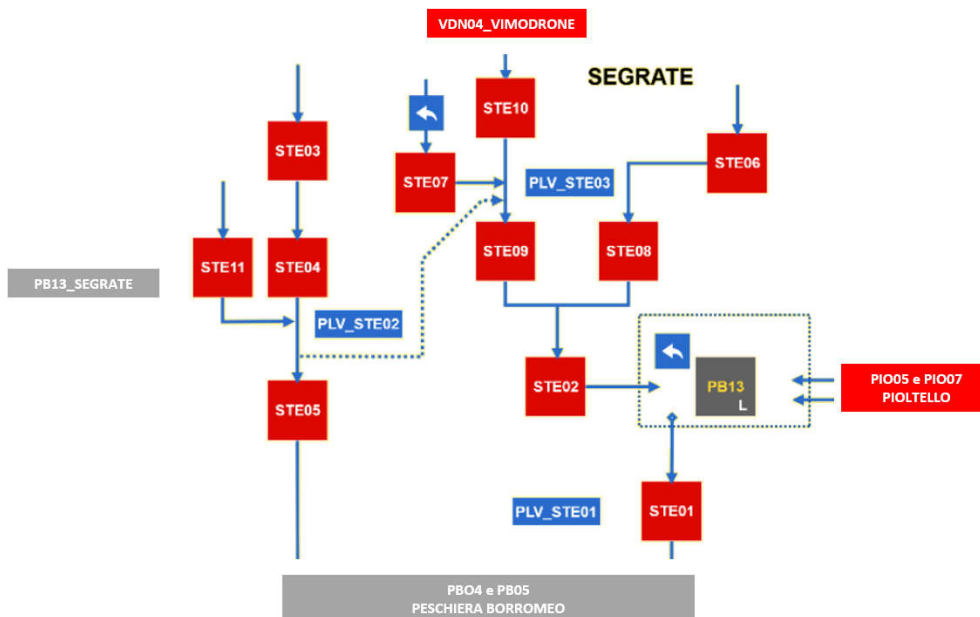 VDN04_VIMODRONE
SEGRATE
STE10
STE03
STE07
PLV_STE03
STE06
STE11
STE04
STE09
STE08
PB13_SEGRATE
PLV_STE02
STE05
STE02
PB13
L
PIO05 e PIO07
PIOLTELLO
PLV_STE01
STE01
PBO4 e PB05
PESCHIERA BORROMEO